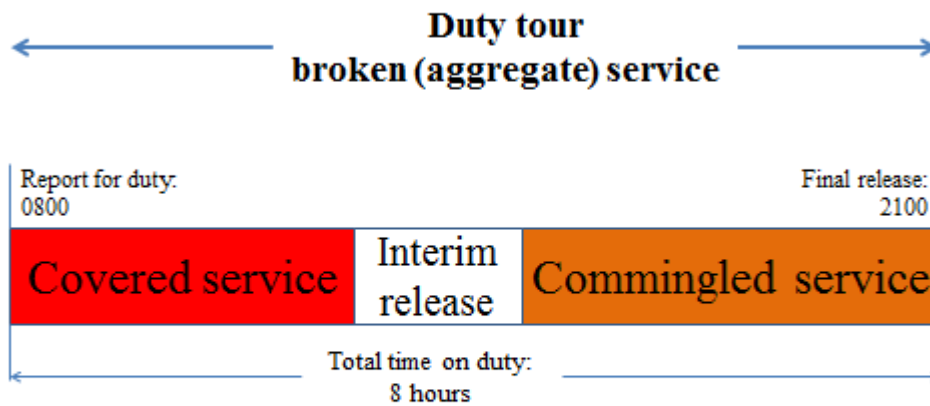 Duty tour
broken (aggregate) service
Report for duty:
0800
Final release:
2100
Covered service
Interim
release
Commingled service
Total time on duty:
8 hours